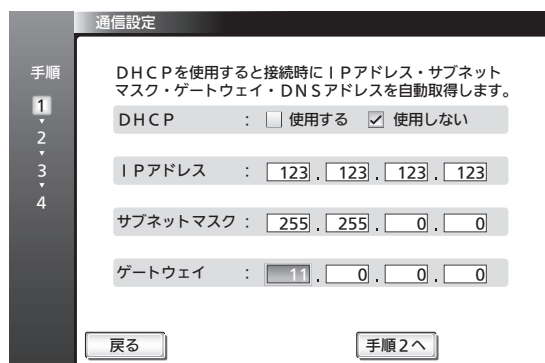 通信設定
手順
1
2
3
4
DHCPを使用すると接続時にIPアドレス・サブネット
マスク・ゲートウェイ・DNSアドレスを自動取得します。
DHCP : 使用する 使用しない
IPアドレス : 123 . 123 . 123 . 123
サブネットマスク : 255 . 255 . 0 . 0
ゲートウェイ : 11 . 0 . 0 . 0
戻る 手順2へ